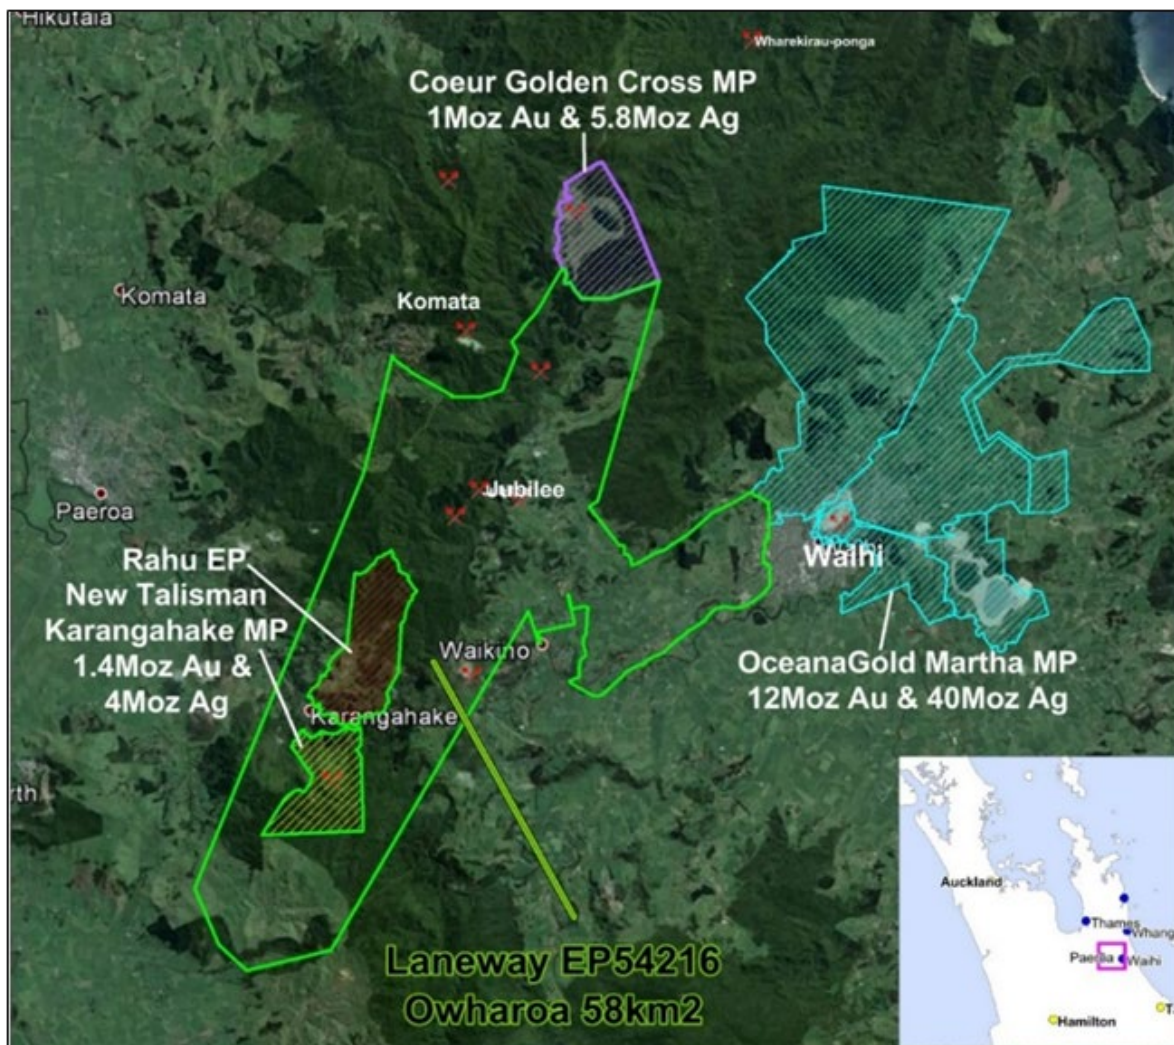 Hikutaia
Wharekirau-ponga
Coeur Golden Cross MP
1Moz Au & 5.8Moz Ag
Komata
Komata
Paeroa
Jubilee
Waihi
Rahu EP
New Talisman
Karangahake MP
1.4Moz Au &
4Moz Ag
Waikino
OceanaGold Martha MP
12Moz Au & 40Moz Ag
Karangahake
rth
Laneway EP54216
Owharoa 58km2
Auckland
Thames
Whang
Waihi
Hamilton